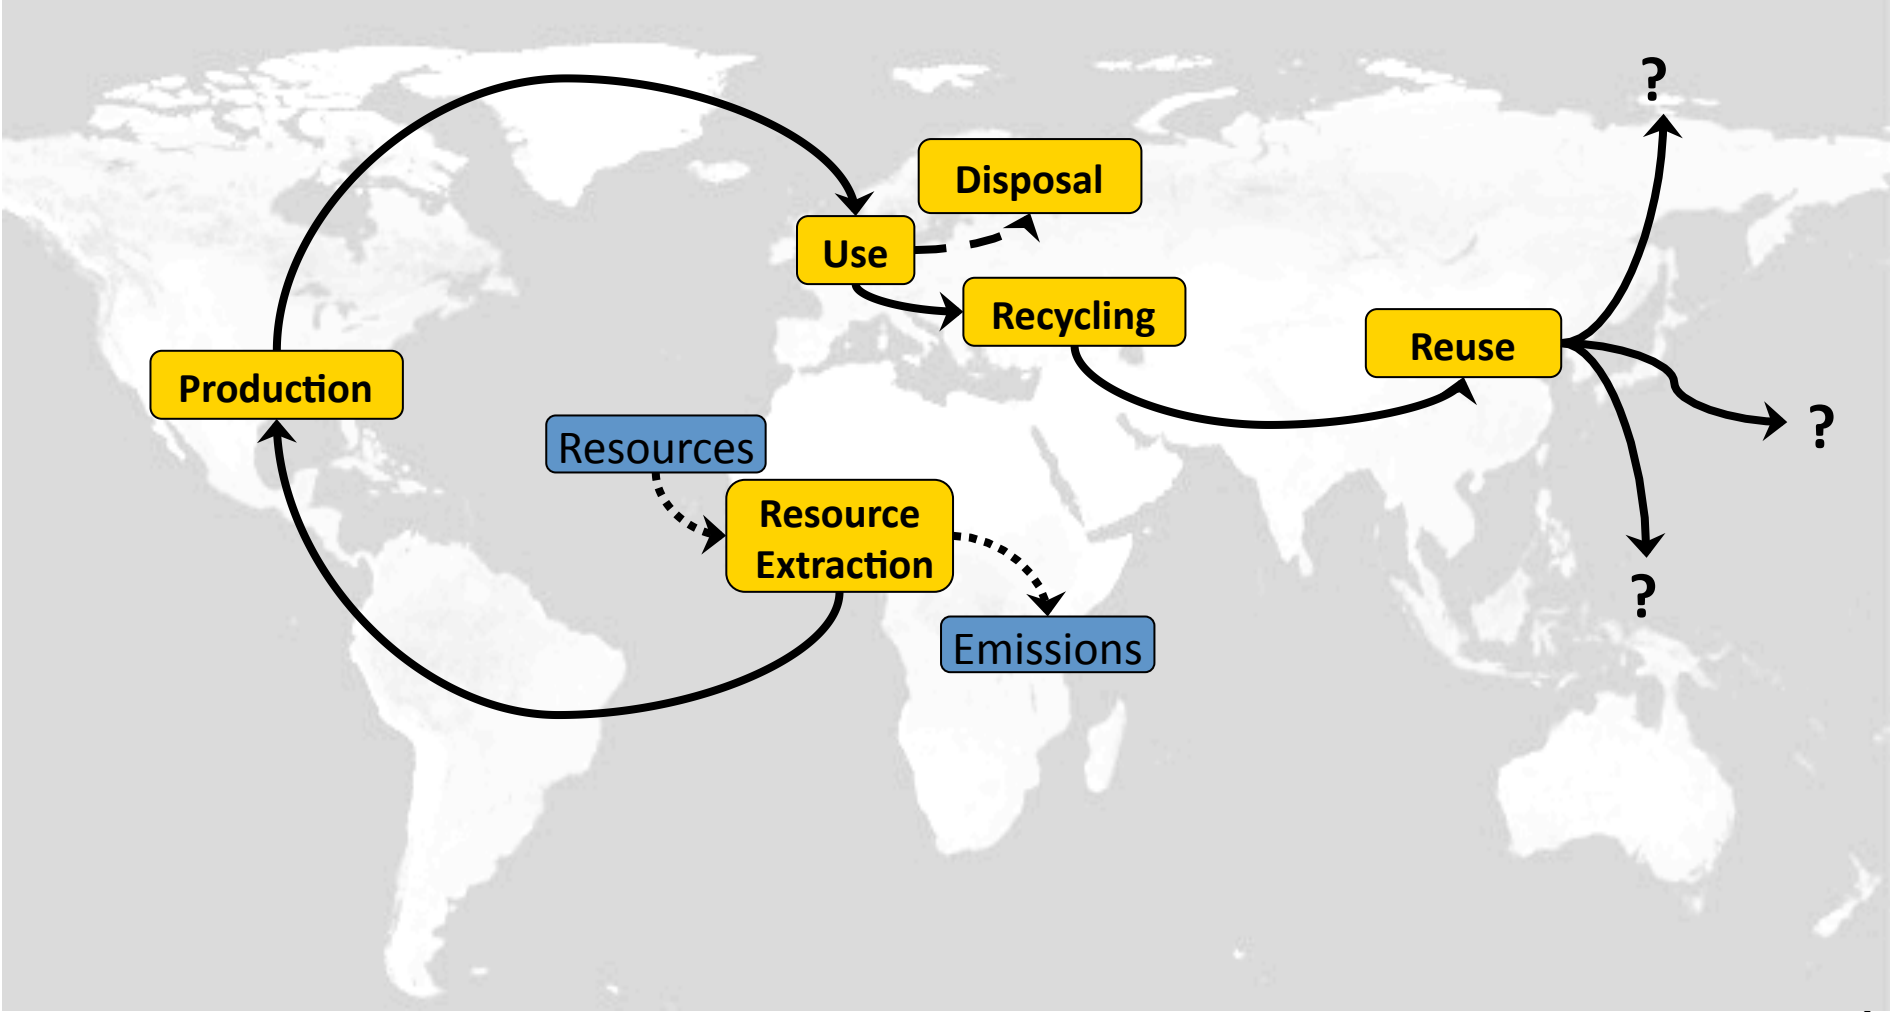 ?
Disposal
Use
Recycling
Reuse
Production
?
Resources
Resource
Extraction
?
Emissions